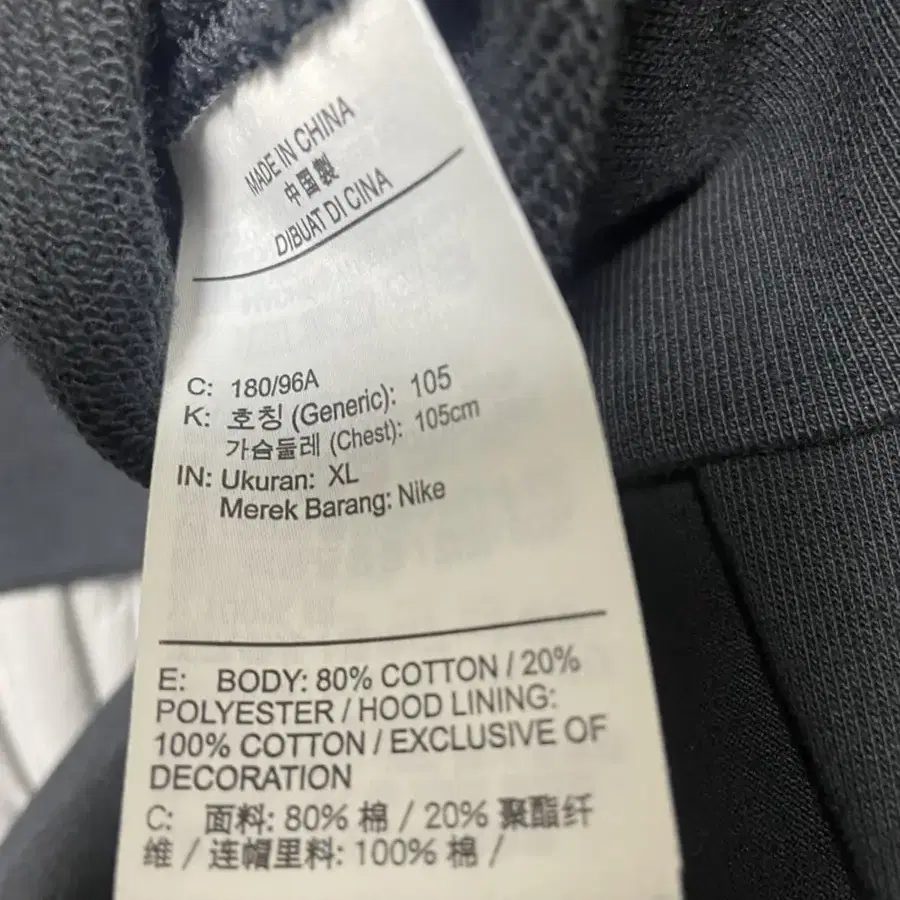 MADE IN CHINA
中国製
DIBUAT DI CINA
C: 180/96A
K: 호칭 (Generic): 105
가슴둘레 (Chest): 105cm
IN: Ukuran: XL
Merek Barang: Nike
E: BODY: 80% COTTON / 20%
POLYESTER / HOOD LINING:
100% COTTON / EXCLUSIVE OF
DECORATION
C: 面料: 80% 棉 / 20% 聚酯纤
维 / 连帽里料: 100% 棉 /